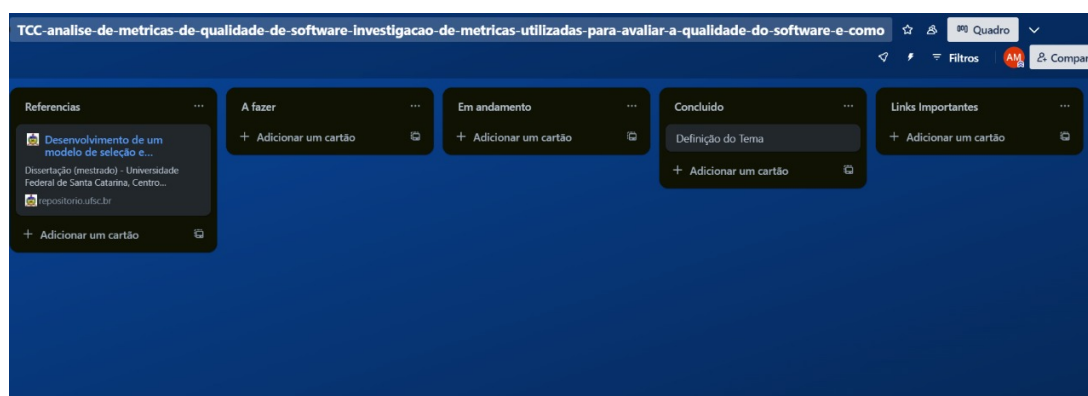 TCC-analise-de-metricas-de-qualidade-de-software-investigacao-de-metricas-utilizadas-para-avaliar-a-qualidade-do-software-e-como
Quadro
Filtros
AM
Compar
Referencias
Desenvolvimento de um
modelo de seleção e...
Dissertação (mestrado) - Universidade
Federal de Santa Catarina, Centro...
repositorio.ufsc.br
+ Adicionar um cartão
A fazer
+ Adicionar um cartão
Em andamento
+ Adicionar um cartão
Concluido
Definição do Tema
+ Adicionar um cartão
Links Importantes
+ Adicionar um cartão